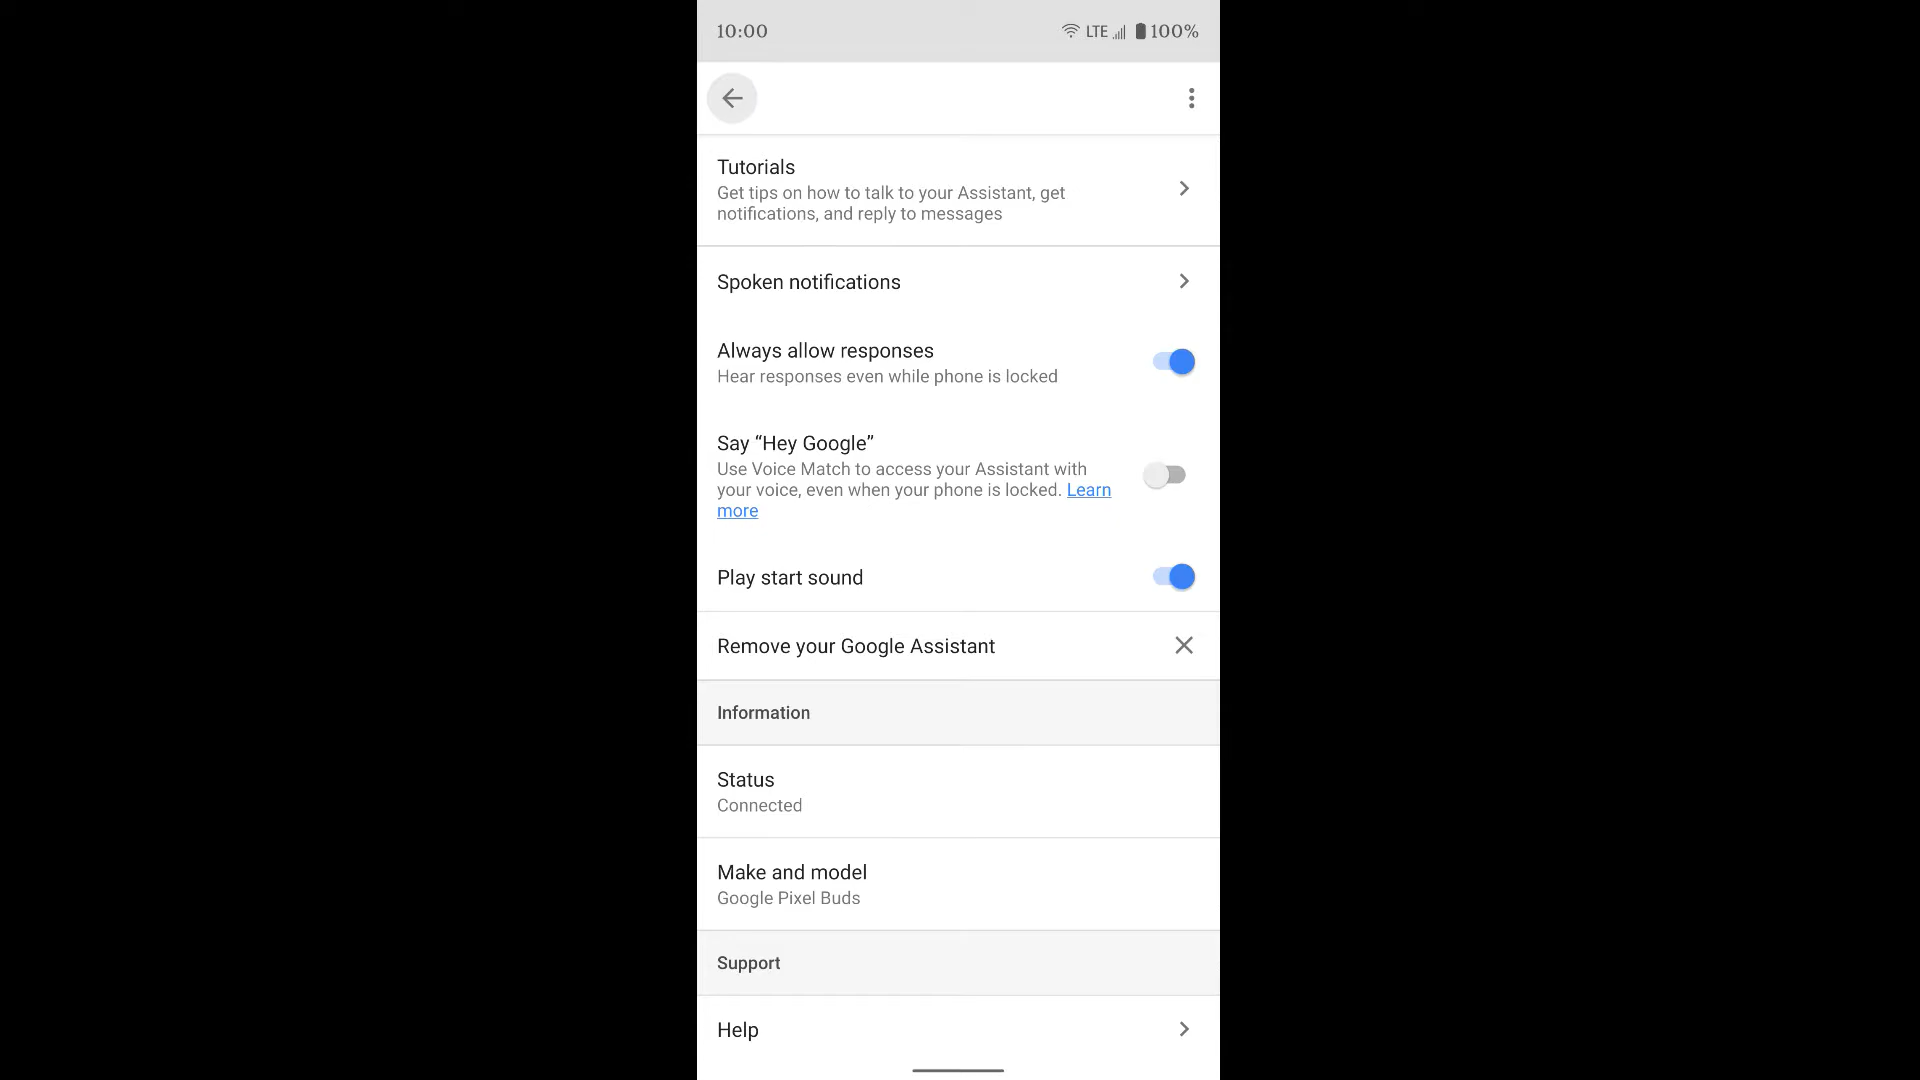 10:00 LTE 100%
Tutorials
Get tips on how to talk to your Assistant, get
notifications, and reply to messages
Spoken notifications
Always allow responses
Hear responses even while phone is locked
Say “Hey Google”
Use Voice Match to access your Assistant with
your voice, even when your phone is locked. Learn
more
Play start sound
Remove your Google Assistant
Information
Status
Connected
Make and model
Google Pixel Buds
Support
Help